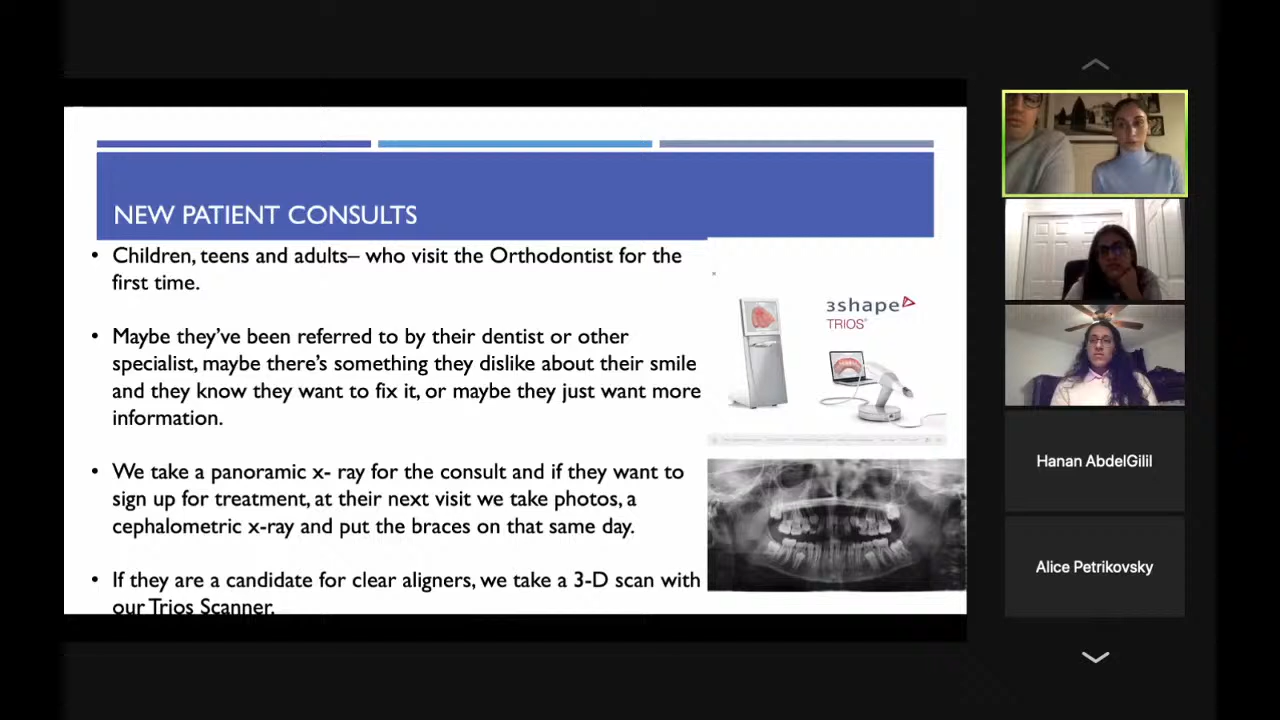 NEW PATIENT CONSULTS
• Children, teens and adults– who visit the Orthodontist for the
first time.
• Maybe they've been referred to by their dentist or other
specialist, maybe there's something they dislike about their smile
and they know they want to fix it, or maybe they just want more
information.
• We take a panoramic x- ray for the consult and if they want to
sign up for treatment, at their next visit we take photos, a
cephalometric x-ray and put the braces on that same day.
• If they are a candidate for clear aligners, we take a 3-D scan with
our Trios Scanner.
3shape
TRIOS®
Hanan AbdelGilil
Alice Petrikovsky